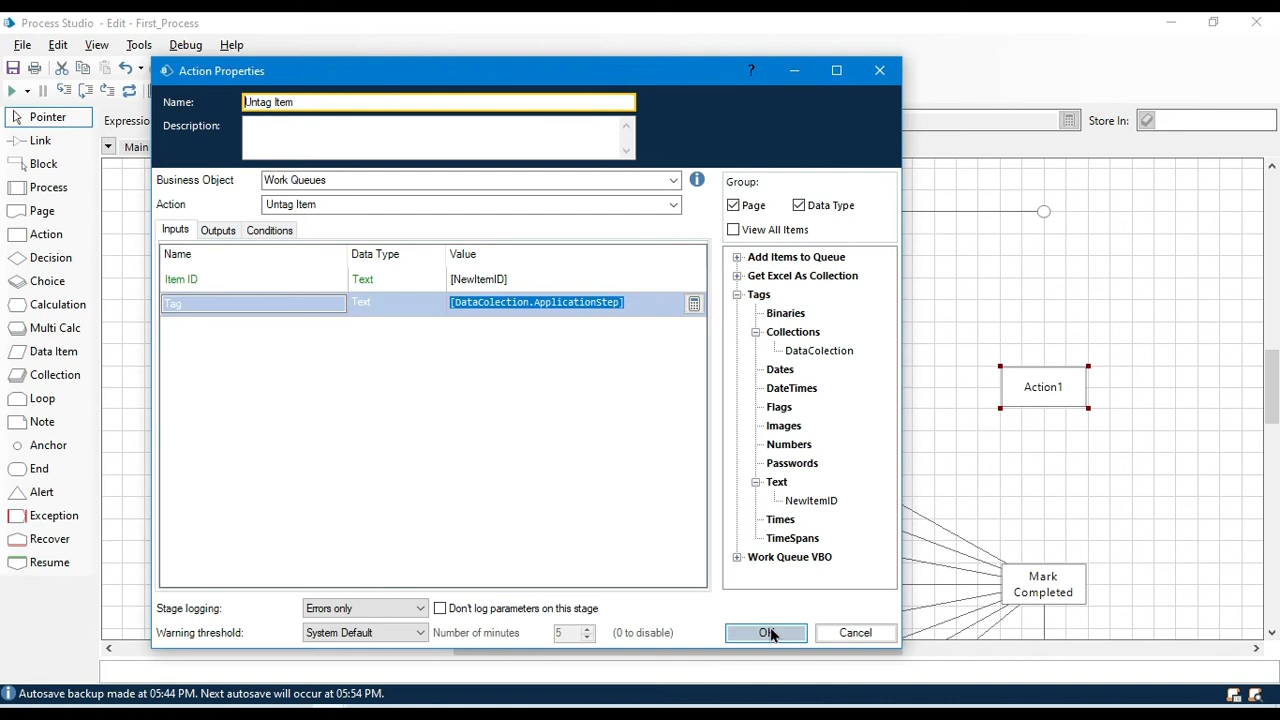 Process Studio - Edit - First_Process
File Edit View Tools Debug Help
Action Properties
?
Name: Untag Item
Description:
Pointer
Link
Block
Process
Page
Action
Decision
Choice
Calculation
Multi Calc
Data Item
Collection
Loop
Note
Anchor
End
Alert
Exception
Recover
Resume
Expressio
Store In:
Main
Business Object Work Queues
Action Untag Item
Inputs Outputs Conditions
Name Data Type Value
Item ID Text [NewItemID]
Tag Text [DataColection.ApplicationStep]
Group:
Page Data Type
View All Items
Add Items to Queue
Get Excel As Collection
Tags
Binaries
Collections
DataColection
Dates
DateTimes
Flags
Images
Numbers
Passwords
Text
NewItemID
Times
TimeSpans
Work Queue VBO
Stage logging: Errors only Don't log parameters on this stage
Warning threshold: System Default Number of minutes 5 (0 to disable)
OK Cancel
Action1
Mark
Completed
Autosave backup made at 05:44 PM. Next autosave will occur at 05:54 PM.